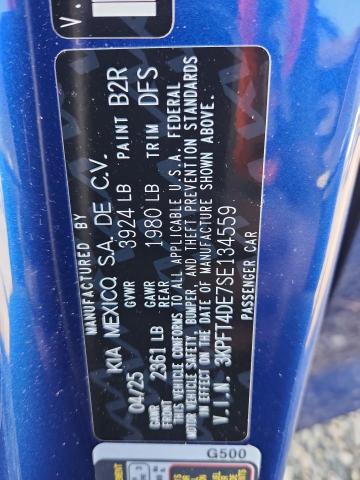 MANUFACTURED BY
KIA MEXICO, S.A. DE C.V.
04/25 GVWR 3924 LB PAINT B2R
GAWR FRONT 2361 LB GAWR REAR 1980 LB TRIM DFS
THIS VEHICLE CONFORMS TO ALL APPLICABLE U.S.A. FEDERAL
MOTOR VEHICLE SAFETY, BUMPER, AND THEFT PREVENTION STANDARDS
IN EFFECT ON THE DATE OF MANUFACTURE SHOWN ABOVE.
V.I.N. 3KPFT4DE7SE134559
PASSENGER CAR
V.
G500